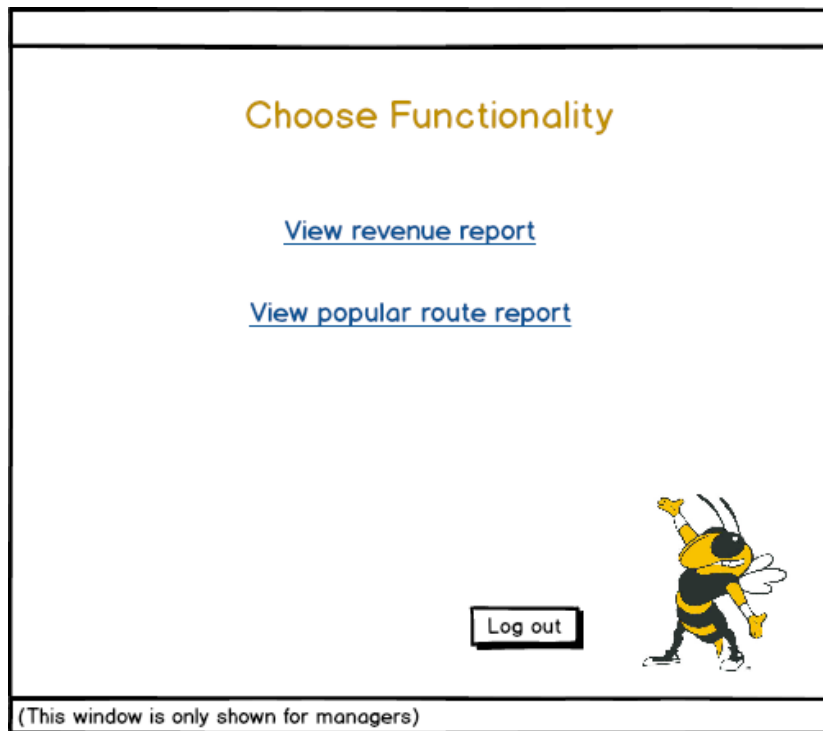 Choose Functionality
View revenue report
View popular route report
Log out
(This window is only shown for managers)